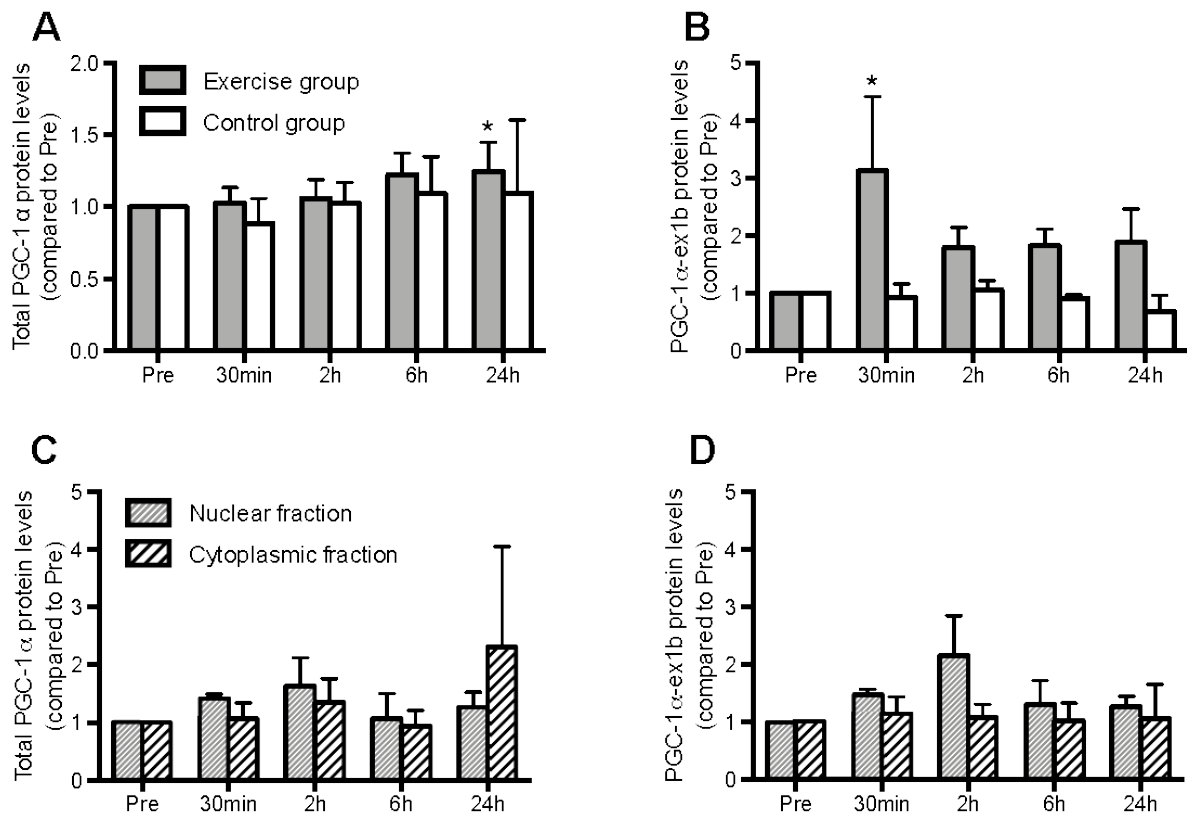 A
Total PGC-1 α protein levels
(compared to Pre)
2.0
1.5
1.0
0.5
0.0
Exercise group
Control group
*
Pre 30min 2h 6h 24h
B
PGC-1α-ex1b protein levels
(compared to Pre)
5
4
3
2
1
0
*
Pre 30min 2h 6h 24h
C
Total PGC-1α protein levels
(compared to Pre)
5
4
3
2
1
0
Nuclear fraction
Cytoplasmic fraction
Pre 30min 2h 6h 24h
D
PGC-1α-ex1b protein levels
(compared to Pre)
5
4
3
2
1
0
Pre 30min 2h 6h 24h